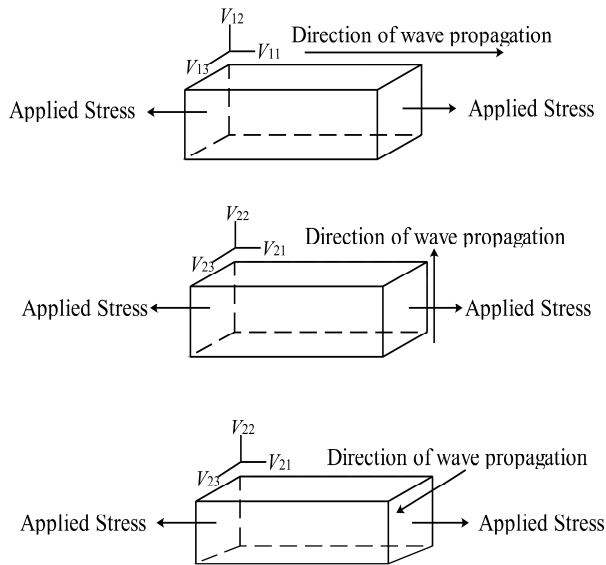 V12
Direction of wave propagation
V11
V13
Applied Stress
Applied Stress
V22
Direction of wave propagation
V21
V23
Applied Stress
Applied Stress
V22
Direction of wave propagation
V21
V23
Applied Stress
Applied Stress